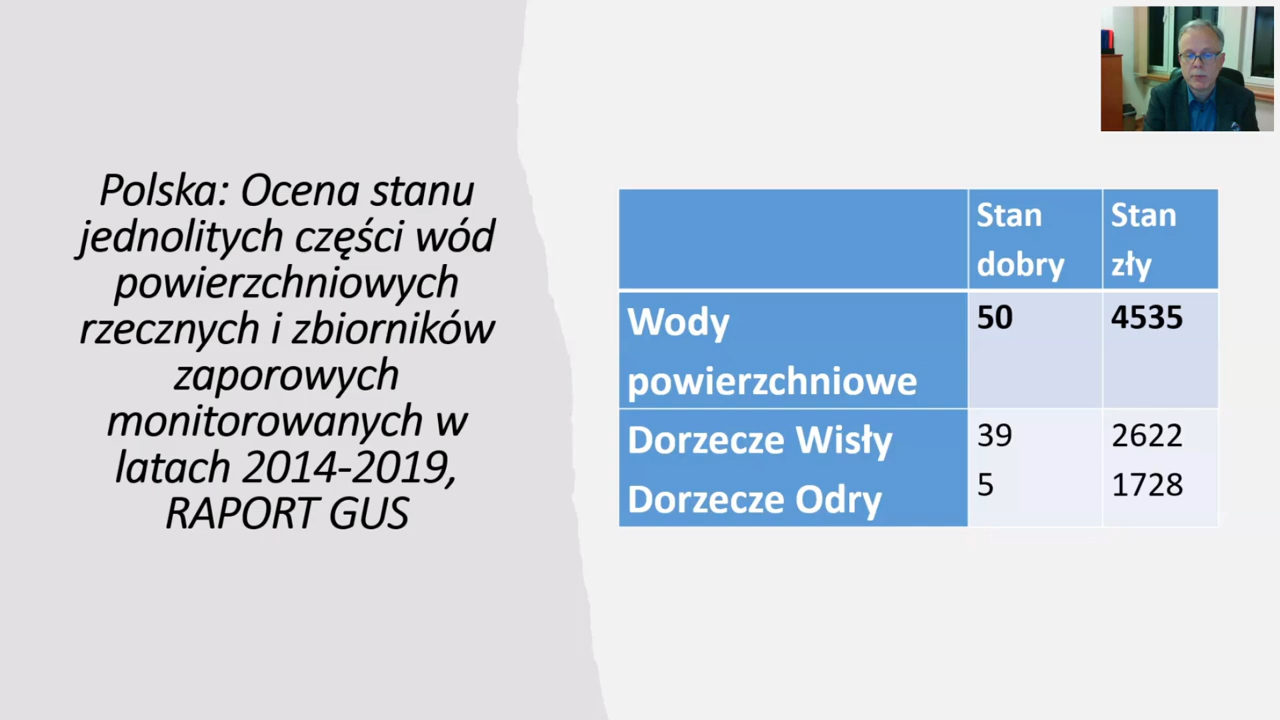 Polska: Ocena stanu
jednolitych części wód
powierzchniowych
rzecznych i zbiorników
zaporowych
monitorowanych w
latach 2014-2019,
RAPORT GUS
Stan dobry
Stan zły
Wody powierzchniowe
50
4535
Dorzecze Wisły
39
2622
Dorzecze Odry
5
1728